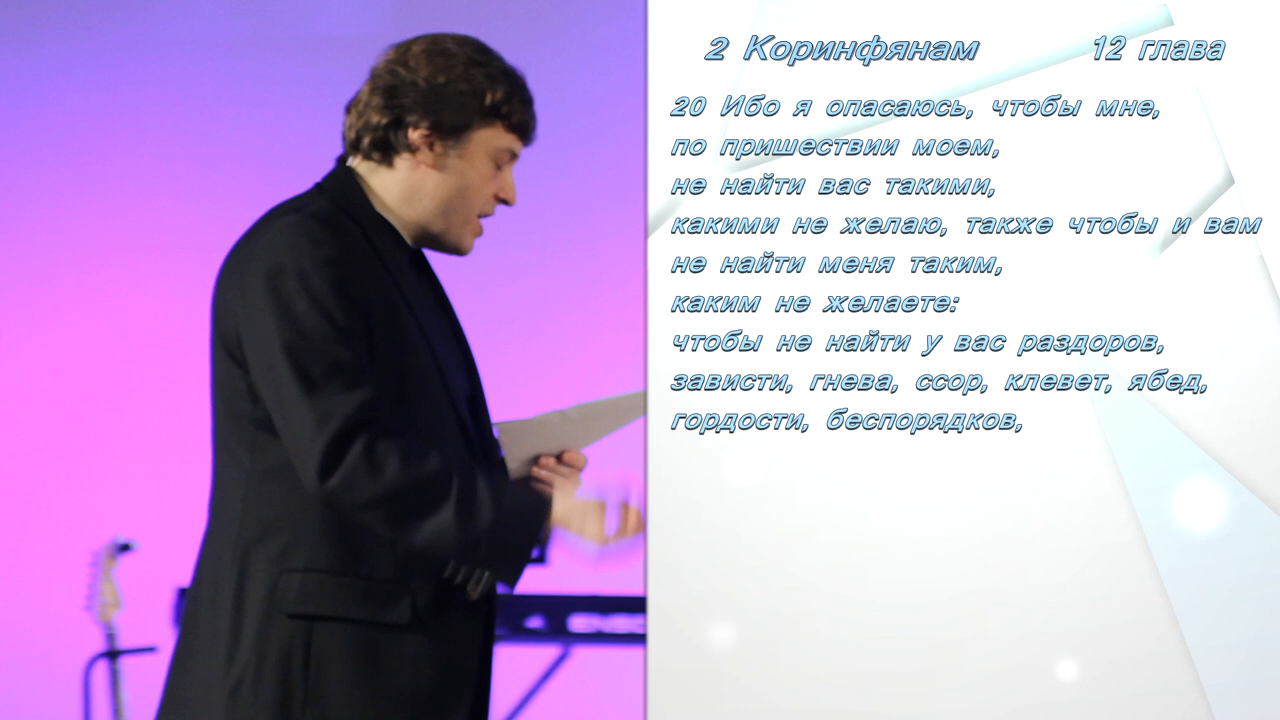 2 Коринфянам 12 глава
20 Ибо я опасаюсь, чтобы мне,
по пришествии моем,
не найти вас такими,
какими не желаю, также чтобы и вам
не найти меня таким,
каким не желаете:
чтобы не найти у вас раздоров,
зависти, гнева, ссор, клевет, ябед,
гордости, беспорядков,